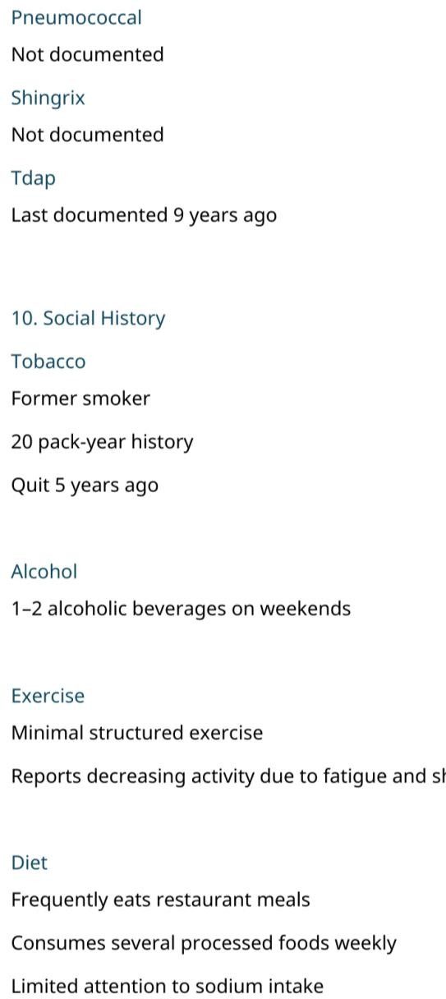 Pneumococcal
Not documented
Shingrix
Not documented
Tdap
Last documented 9 years ago
10. Social History
Tobacco
Former smoker
20 pack-year history
Quit 5 years ago
Alcohol
1–2 alcoholic beverages on weekends
Exercise
Minimal structured exercise
Reports decreasing activity due to fatigue and
Diet
Frequently eats restaurant meals
Consumes several processed foods weekly
Limited attention to sodium intake